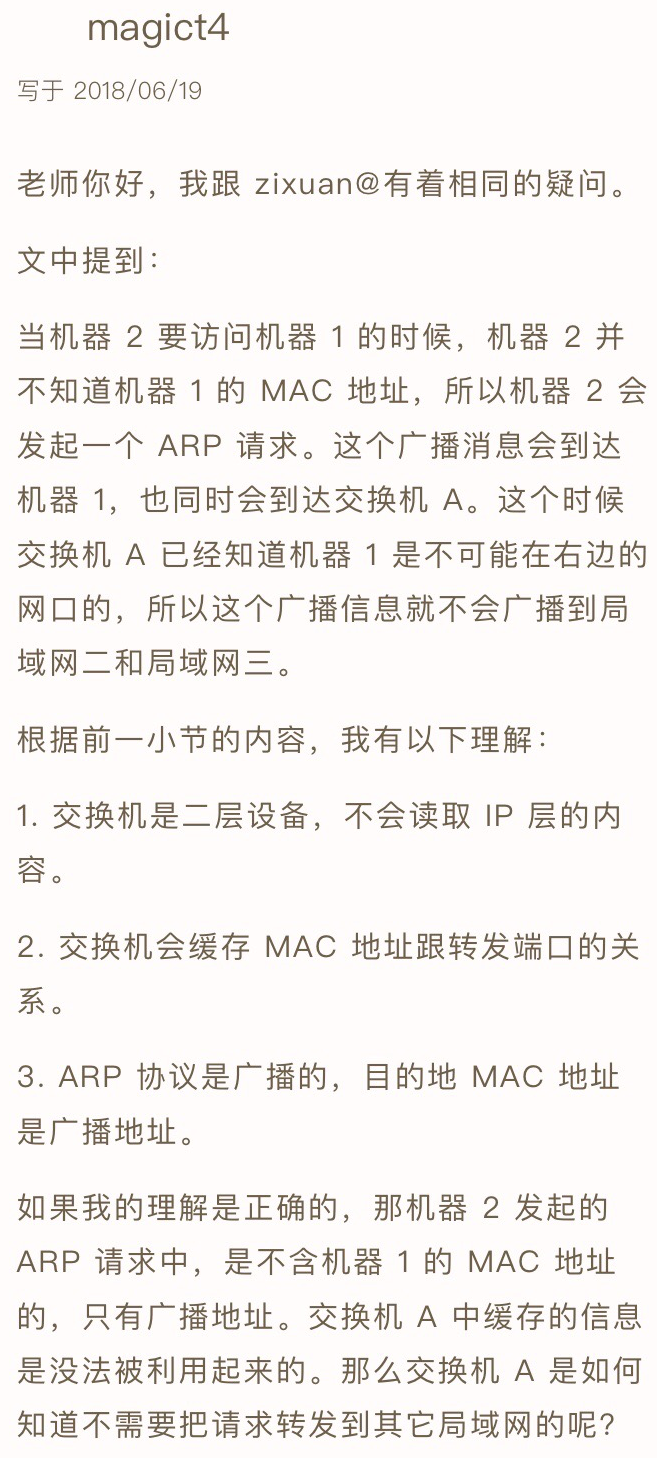 magict4
写于 2018/06/19
老师你好，我跟 zixuan@有着相同的疑问。
文中提到：
当机器 2 要访问机器 1 的时候，机器 2 并
不知道机器 1 的 MAC 地址，所以机器 2 会
发起一个 ARP 请求。这个广播消息会到达
机器 1，也同时会到达交换机 A。这个时候
交换机 A 已经知道机器 1 是不可能在右边的
网口的，所以这个广播信息就不会广播到局
域网二和局域网三。
根据前一小节的内容，我有以下理解：
1. 交换机是二层设备，不会读取 IP 层的内
容。
2. 交换机会缓存 MAC 地址跟转发端口的关
系。
3. ARP 协议是广播的，目的地 MAC 地址
是广播地址。
如果我的理解是正确的，那机器 2 发起的
ARP 请求中，是不含机器 1 的 MAC 地址
的，只有广播地址。交换机 A 中缓存的信息
是没法被利用起来的。那么交换机 A 是如何
知道不需要把请求转发到其它局域网的呢？